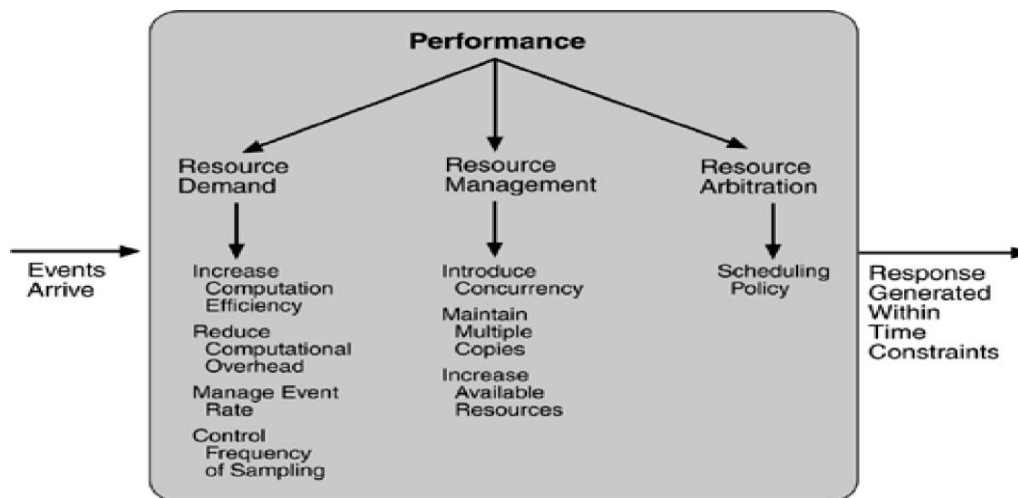 Performance
Resource
Demand
Resource
Management
Resource
Arbitration
Events
Arrive
Increase
Computation
Efficiency
Reduce
Computational
Overhead
Manage Event
Rate
Control
Frequency
of Sampling
Introduce
Concurrency
Maintain
Multiple
Copies
Increase
Available
Resources
Scheduling
Policy
Response
Generated
Within
Time
Constraints